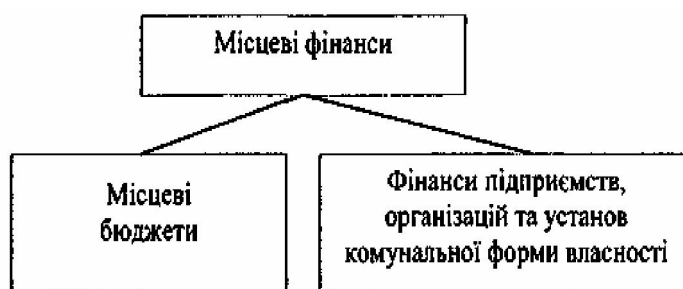 Місцеві фінанси
Місцеві
бюджети
Фінанси підприємств,
організацій та установ
комунальної форми власності